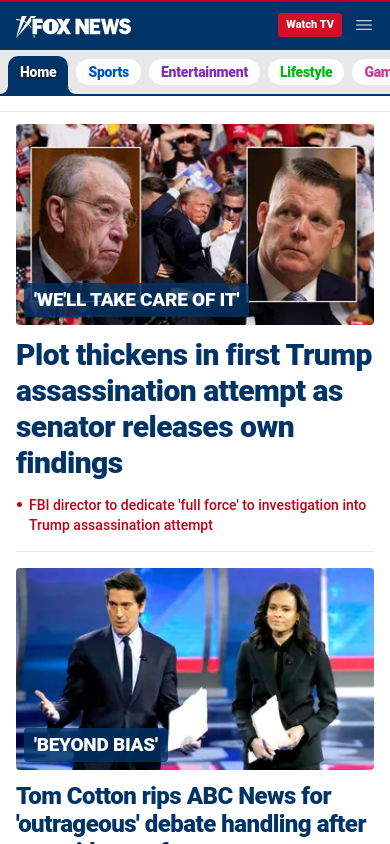 FOX NEWS
Watch TV
Home
Sports
Entertainment
Lifestyle
Gam
'WE'LL TAKE CARE OF IT'
Plot thickens in first Trump
assassination attempt as
senator releases own
findings
• FBI director to dedicate 'full force' to investigation into
Trump assassination attempt
'BEYOND BIAS'
Tom Cotton rips ABC News for
'outrageous' debate handling after